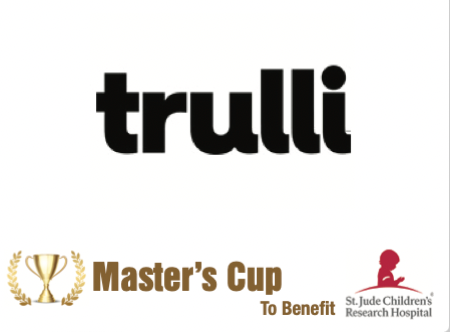 trulli
Master's Cup
To Benefit
St. Jude Children's®
Research Hospital